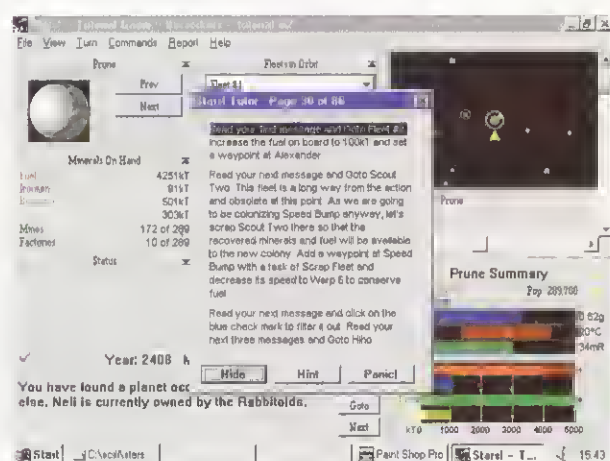 File View Turn Commands Report Help
Prune
Fleets in Orbit
Prev
Next
Stars! Tutor Page 30 of 86
Read your first message and Goto Fleet
Increase the fuel on board to 100kT and set
a waypoint at Alexander
Read your next message and Goto Scout
Two. This fleet is a long way from the action
and obsolete at this point. As we are going
to be colonizing Speed Bump anyway, let's
scrap Scout Two there so that the
recovered minerals and fuel will be available
to the new colony. Add a waypoint at Speed
Bump with a task of Scrap Fleet and
decrease its speed to Warp 6 to conserve
fuel
Read your next message and click on the
blue check mark to filter it out. Read your
next three messages and Goto Hiho
Hide
Hint
Panic!
Minerals On Hand
4251kT
91kT
501kT
303kT
Mines 172 of 289
Factories 10 of 289
Status
Year: 2406
You have found a planet occ
else. Neli is currently owned by the Rabbitoids.
Goto
Next
Prune
Prune Summary
Pop
0.62g
34mR
kT 0 1000 2000 3000 4000 5000
Start
Paint Shop Pro
Stars! - T...
15:43